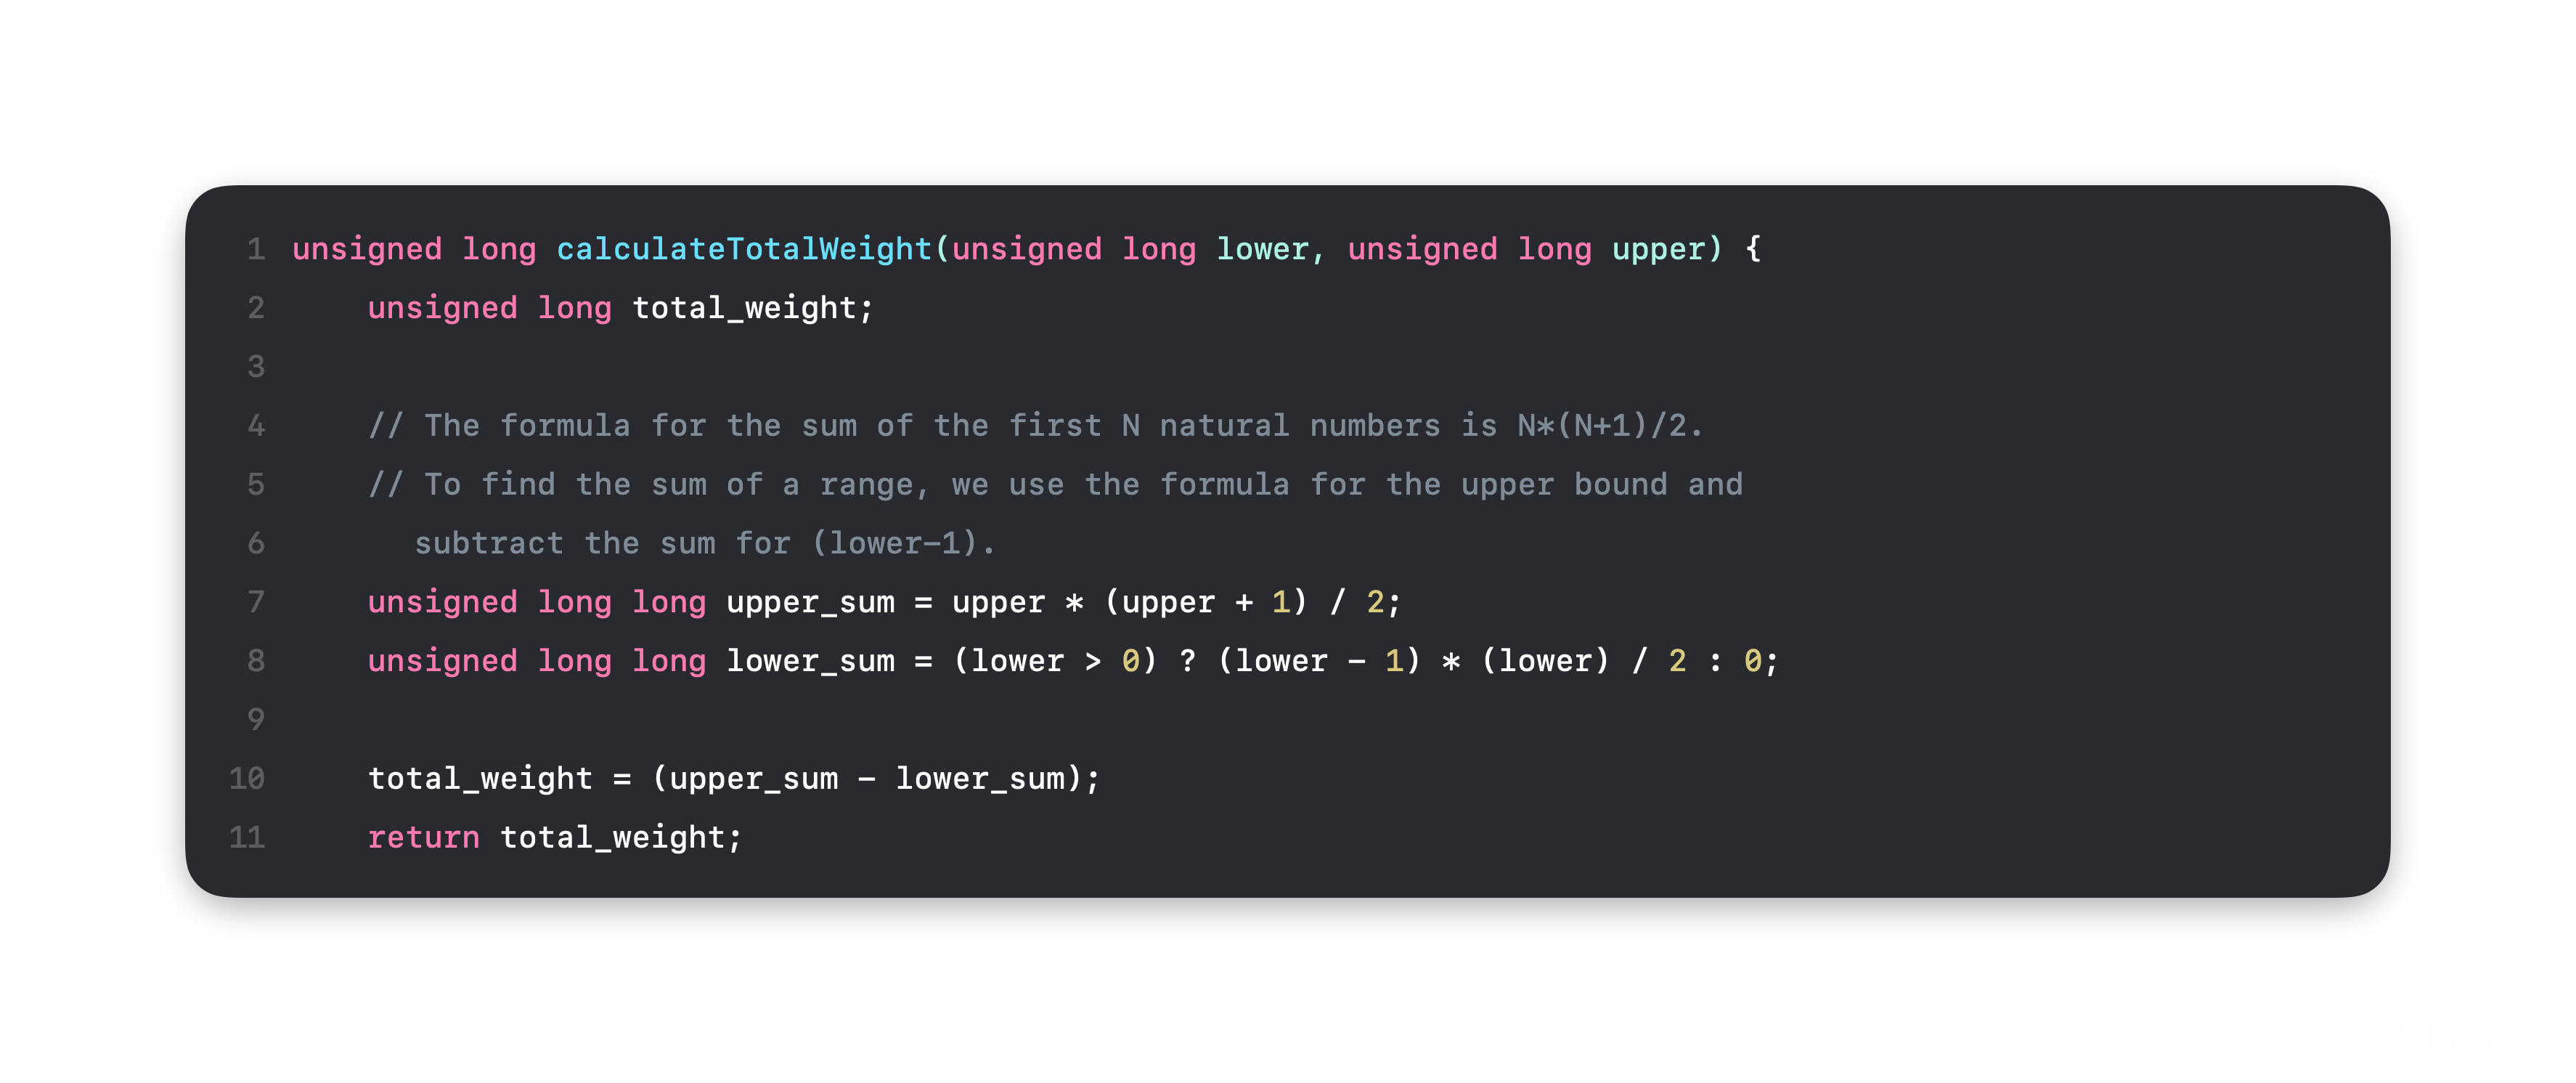 1 unsigned long calculateTotalWeight(unsigned long lower, unsigned long upper) {
2     unsigned long total_weight;
3
4     // The formula for the sum of the first N natural numbers is N*(N+1)/2.
5     // To find the sum of a range, we use the formula for the upper bound and
6        subtract the sum for (lower-1).
7     unsigned long long upper_sum = upper * (upper + 1) / 2;
8     unsigned long long lower_sum = (lower > 0) ? (lower - 1) * (lower) / 2 : 0;
9
10    total_weight = (upper_sum - lower_sum);
11    return total_weight;